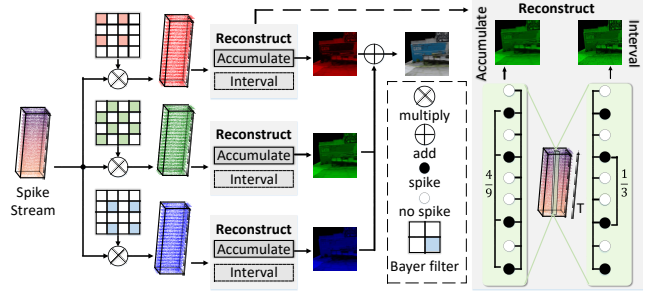 Spike
Stream
Reconstruct
Accumulate
Interval
Reconstruct
Accumulate
Interval
Reconstruct
Accumulate
Interval
multiply
add
spike
no spike
Bayer filter
Reconstruct
Accumulate
Interval
4
9
T
1
3